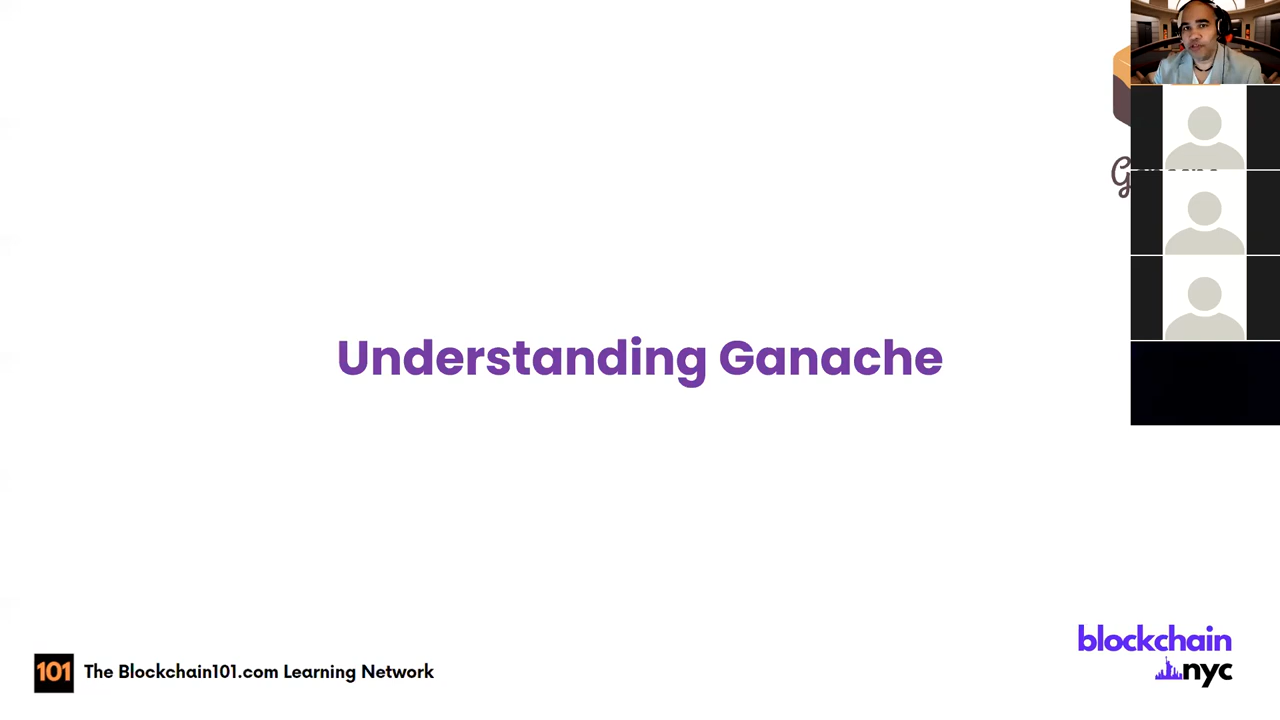 Understanding Ganache
101 The Blockchain101.com Learning Network
blockchain
nyc